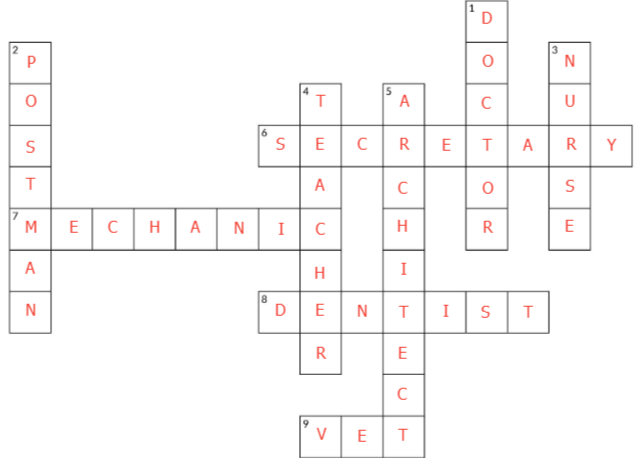 1 D
2 P O 3 N
O 4 T 5 A C U
S 6 S E C R E T A R Y
T A C O S
7 M E C H A N I C H R E
A H I
N 8 D E N T I S T
R E
C
9 V E T